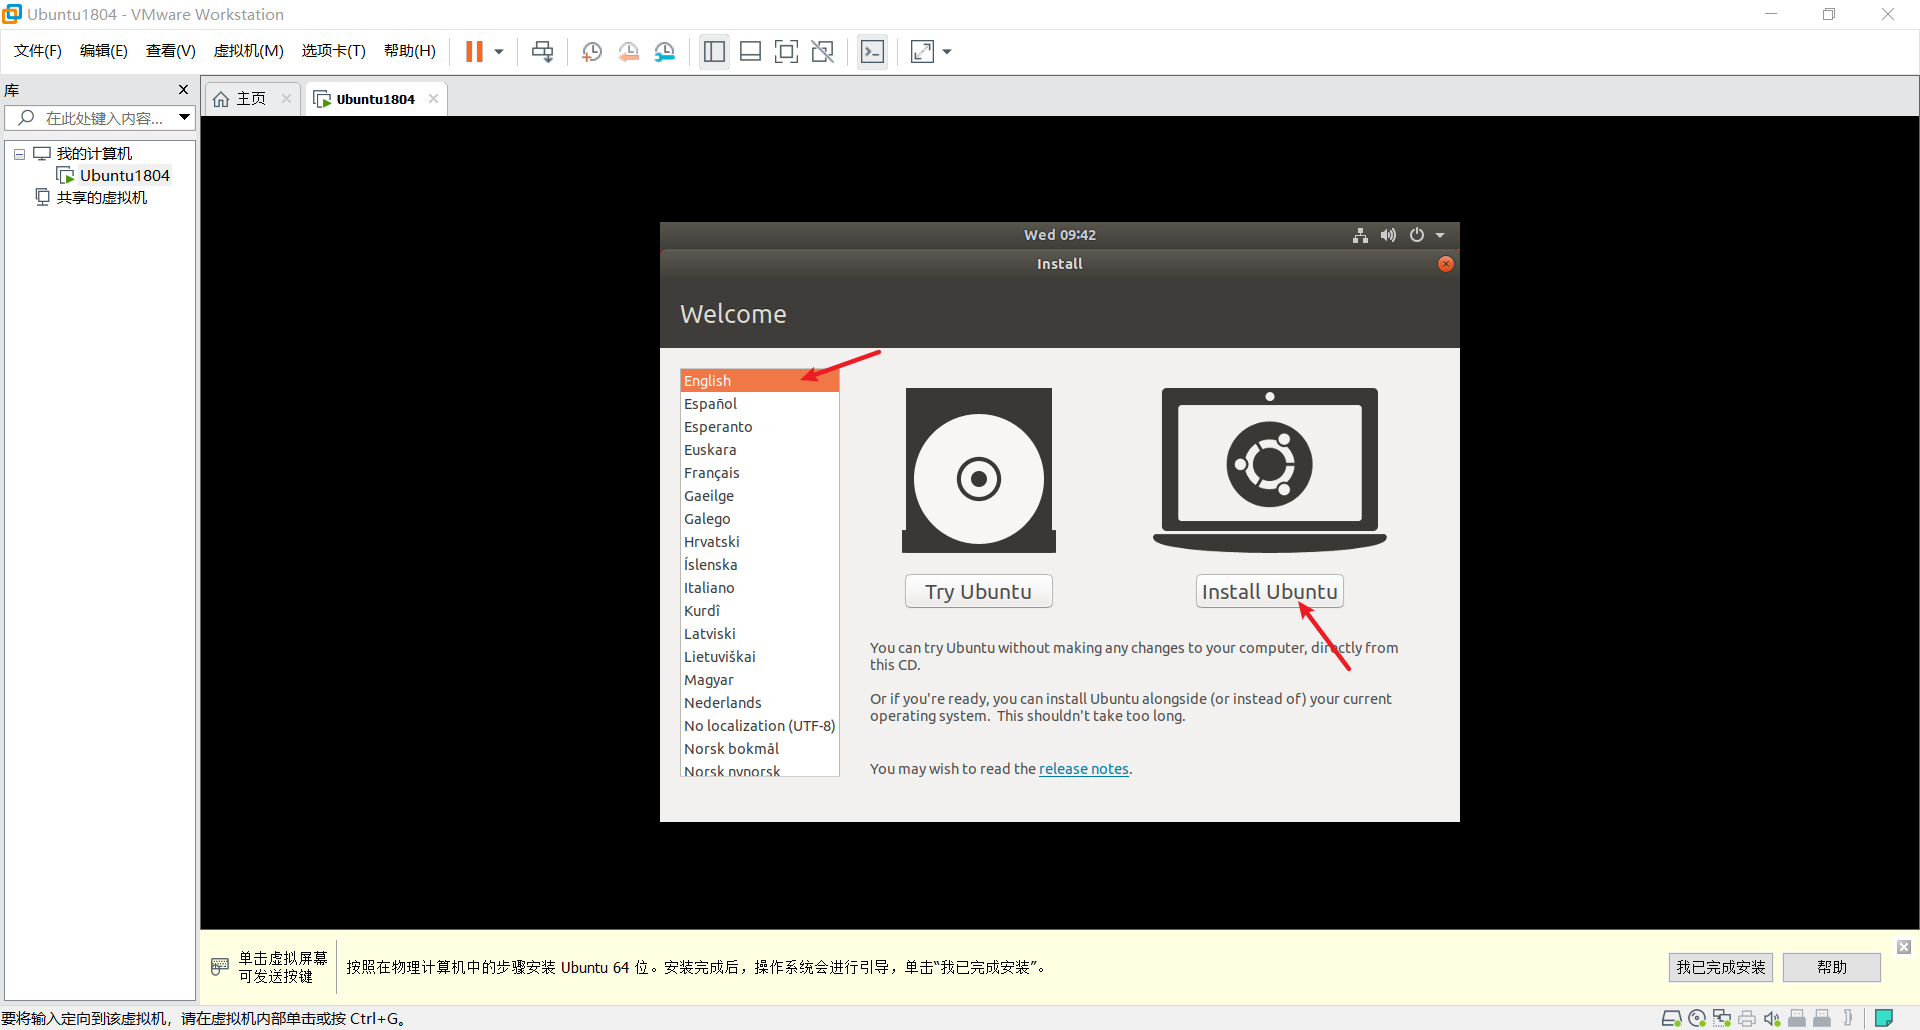 Ubuntu1804 - VMware Workstation
文件(F) 编辑(E) 查看(V) 虚拟机(M) 选项卡(T) 帮助(H)
库
在此处键入内容...
我的计算机
Ubuntu1804
共享的虚拟机
主页
Ubuntu1804
Wed 09:42
Install
Welcome
English
Español
Esperanto
Euskara
Français
Gaeilge
Galego
Hrvatski
Íslenska
Italiano
Kurdî
Latviski
Lietuviškai
Magyar
Nederlands
No localization (UTF-8)
Norsk bokmål
Norsk nynorsk
Try Ubuntu
Install Ubuntu
You can try Ubuntu without making any changes to your computer, directly from
this CD.
Or if you're ready, you can install Ubuntu alongside (or instead of) your current
operating system. This shouldn't take too long.
You may wish to read the release notes.
单击虚拟屏幕
可发送按键
按照在物理计算机中的步骤安装 Ubuntu 64 位。安装完成后，操作系统会进行引导，单击“我已完成安装”。
我已完成安装
帮助
要将输入定向到该虚拟机，请在虚拟机内部单击或按 Ctrl+G。